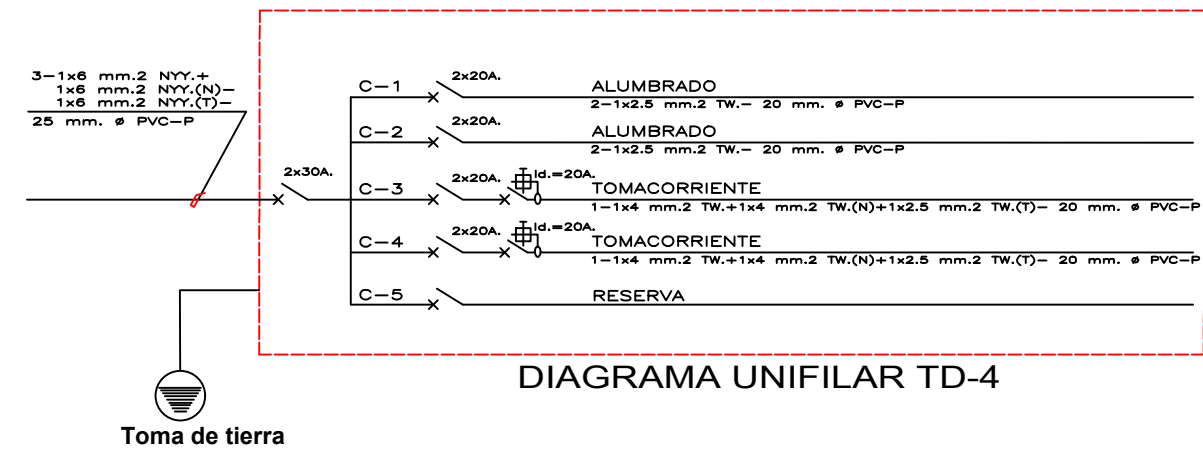 3-1x6 mm.2 NYY.+
1x6 mm.2 NYY.(N)-
1x6 mm.2 NYY.(T)-
25 mm. ø PVC-P
2x30A.
C-1
2x20A.
ALUMBRADO
2-1x2.5 mm.2 TW.- 20 mm. ø PVC-P
C-2
2x20A.
ALUMBRADO
2-1x2.5 mm.2 TW.- 20 mm. ø PVC-P
C-3
2x20A.
Id.=20A.
TOMACORRIENTE
1-1x4 mm.2 TW.+1x4 mm.2 TW.(N)+1x2.5 mm.2 TW.(T)- 20 mm. ø PVC-P
C-4
2x20A.
Id.=20A.
TOMACORRIENTE
1-1x4 mm.2 TW.+1x4 mm.2 TW.(N)+1x2.5 mm.2 TW.(T)- 20 mm. ø PVC-P
C-5
RESERVA
DIAGRAMA UNIFILAR TD-4
Toma de tierra